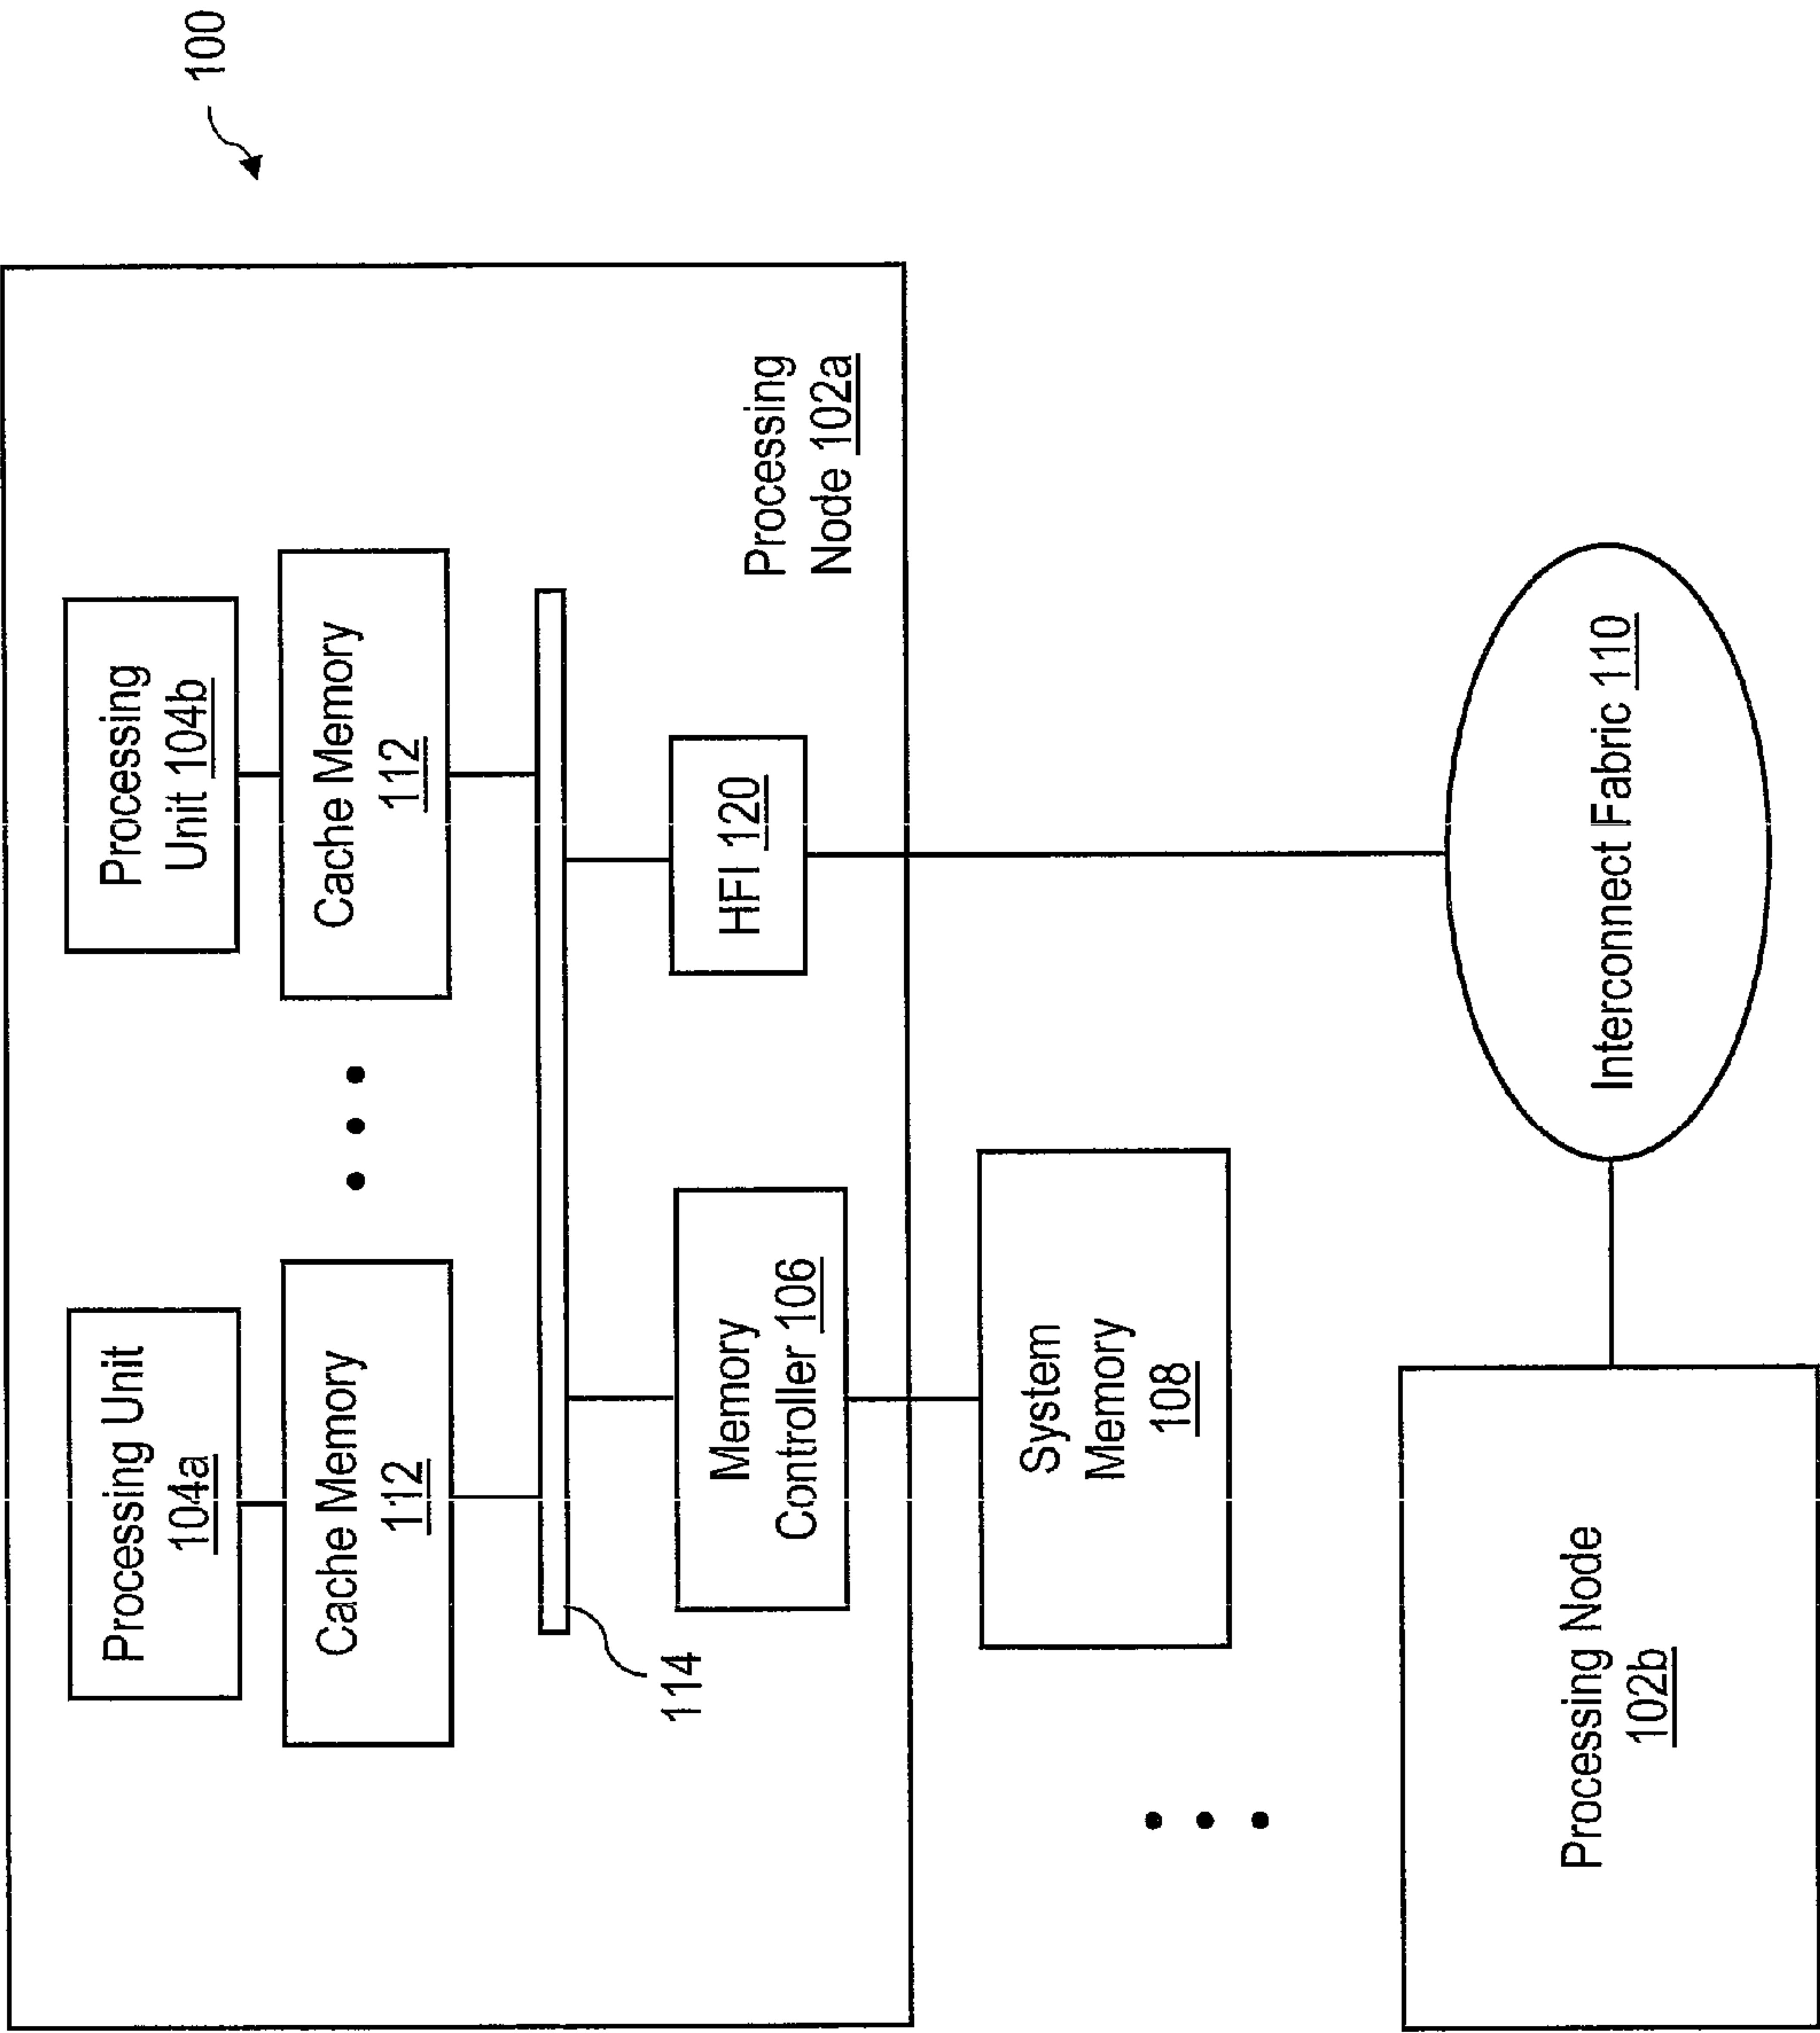 100
Processing Unit
104a
Processing
Unit 104b
Cache Memory
112
Cache Memory
112
114
Memory
Controller 106
HFI 120
Processing
Node 102a
System
Memory
108
Processing Node
102b
Interconnect Fabric 110